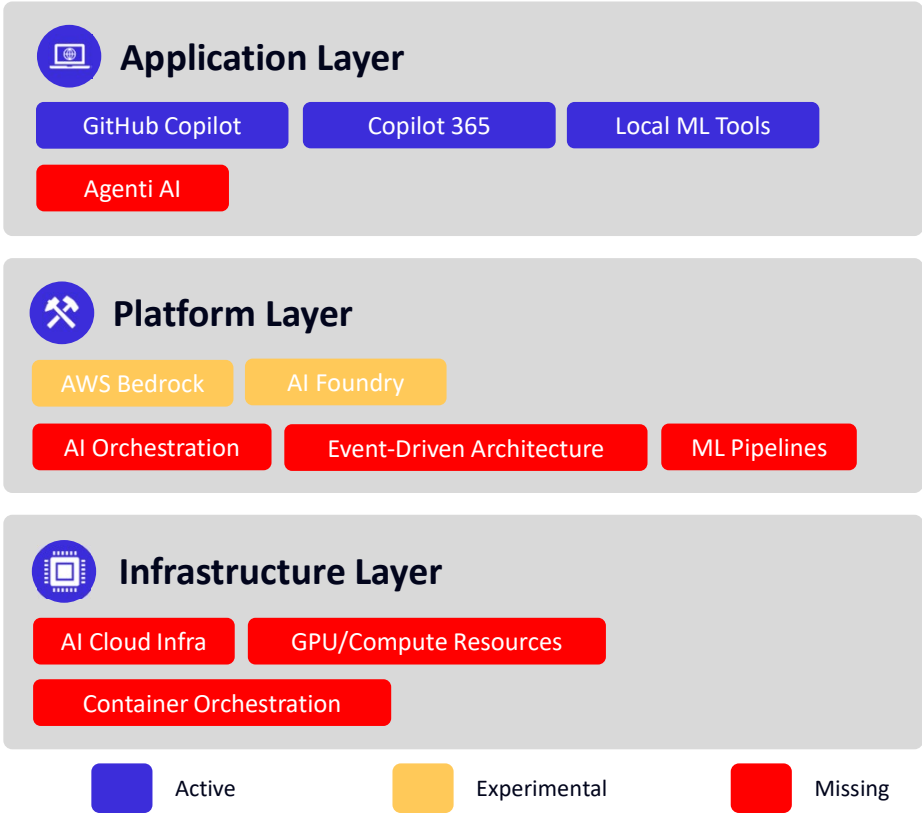 Application Layer
GitHub Copilot Copilot 365 Local ML Tools
Agenti AI
Platform Layer
AWS Bedrock AI Foundry
AI Orchestration Event-Driven Architecture ML Pipelines
Infrastructure Layer
AI Cloud Infra GPU/Compute Resources
Container Orchestration
Active Experimental Missing